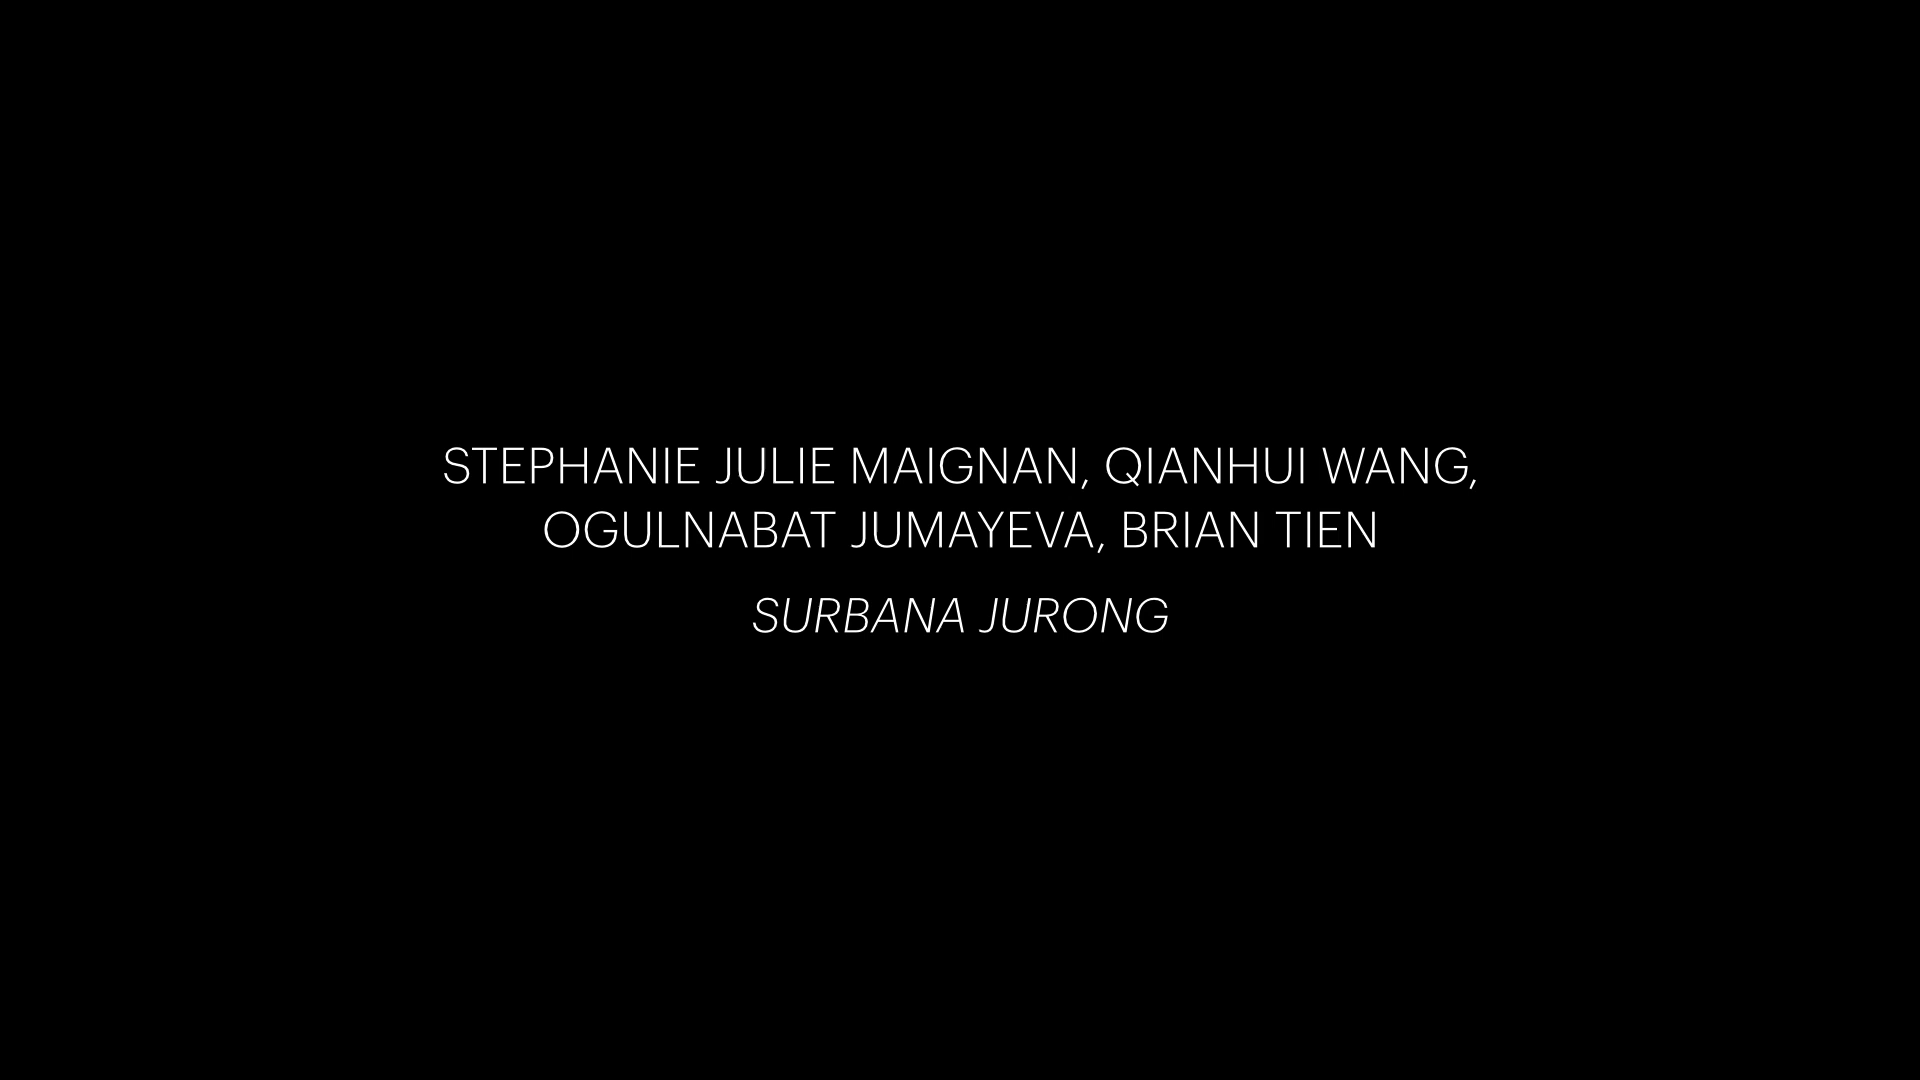 STEPHANIE JULIE MAIGNAN, QIANHUI WANG,
OGULNABAT JUMAYEVA, BRIAN TIEN
SURBANA JURONG